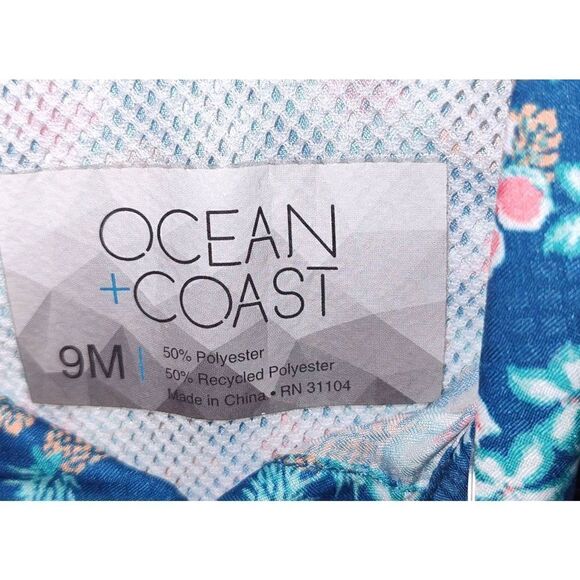 OCEAN
+COAST
9M
50% Polyester
50% Recycled Polyester
Made in China • RN 31104